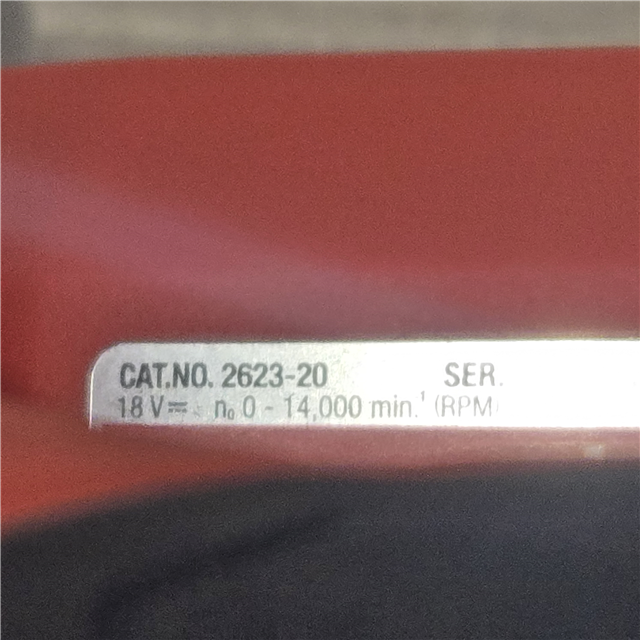 CAT.NO. 2623-20 SER.
18 V⎓ n₀ 0 - 14,000 min.¹ (RPM)